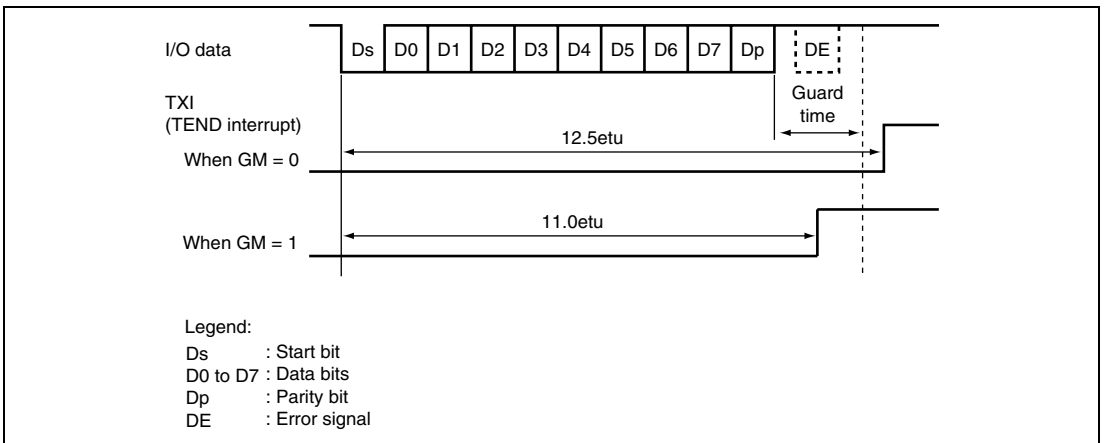 I/O data
Ds D0 D1 D2 D3 D4 D5 D6 D7 Dp DE
Guard
time
TXI
(TEND interrupt)
12.5etu
When GM = 0
11.0etu
When GM = 1
Legend:
Ds : Start bit
D0 to D7 : Data bits
Dp : Parity bit
DE : Error signal